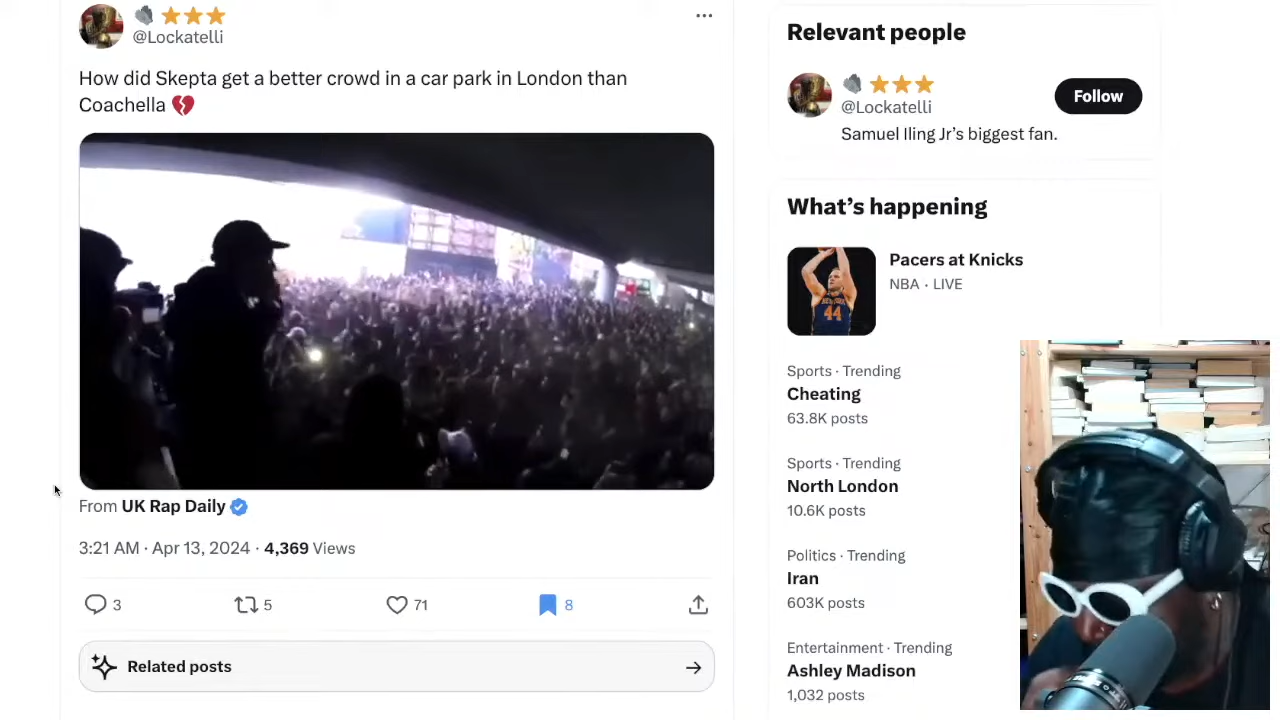 @Lockatelli
How did Skepta get a better crowd in a car park in London than
Coachella 💔
From UK Rap Daily
3:21 AM · Apr 13, 2024 · 4,369 Views
3
5
71
8
Related posts
Relevant people
@Lockatelli
Follow
Samuel Iling Jr's biggest fan.
What's happening
Pacers at Knicks
NBA · LIVE
44
Sports · Trending
Cheating
63.8K posts
Sports · Trending
North London
10.6K posts
Politics · Trending
Iran
603K posts
Entertainment · Trending
Ashley Madison
1,032 posts